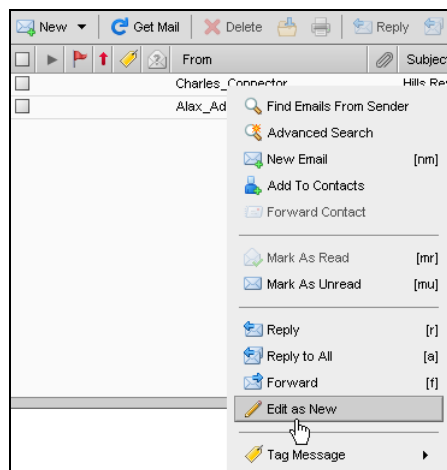 New Get Mail Delete Reply
From Subjec
Charles_Connector Hills Re
Alax_Ad
Find Emails From Sender
Advanced Search
New Email [nm]
Add To Contacts
Forward Contact
Mark As Read [mr]
Mark As Unread [mu]
Reply [r]
Reply to All [a]
Forward [f]
Edit as New
Tag Message